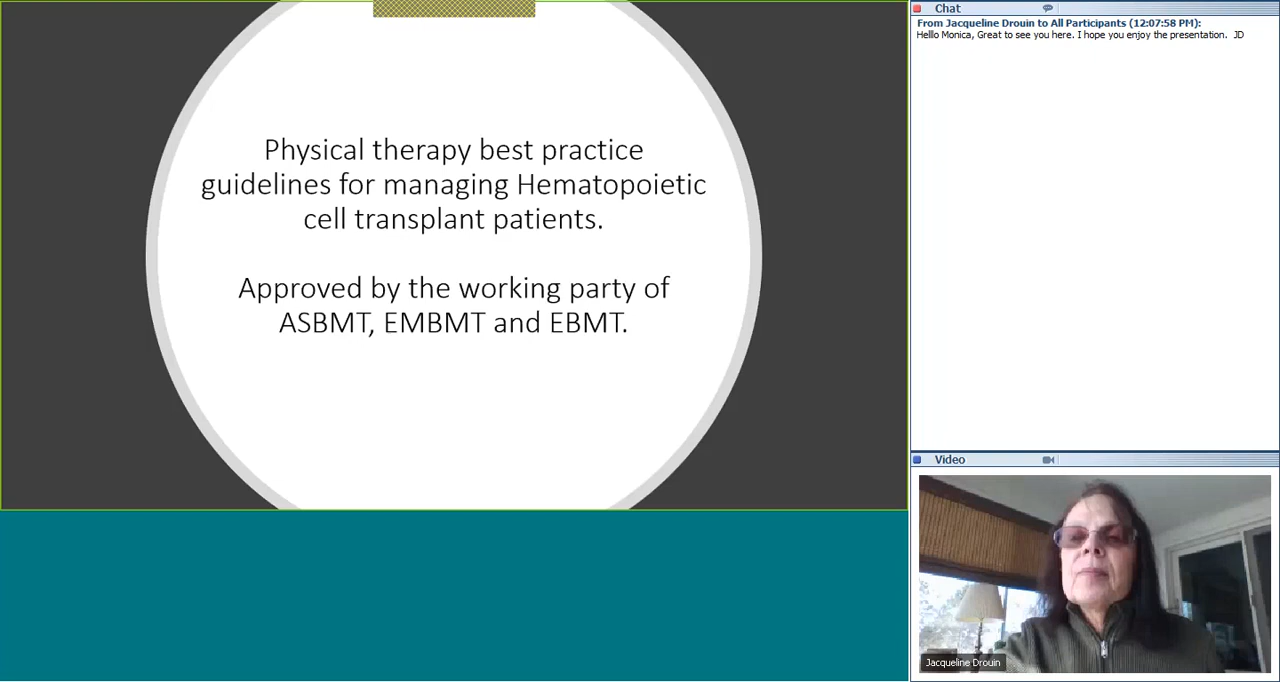 Physical therapy best practice
guidelines for managing Hematopoietic
cell transplant patients.
Approved by the working party of
ASBMT, EMBMT and EBMT.
Chat
From Jacqueline Drouin to All Participants (12:07:58 PM):
Helllo Monica, Great to see you here. I hope you enjoy the presentation.  JD
Video
Jacqueline Drouin